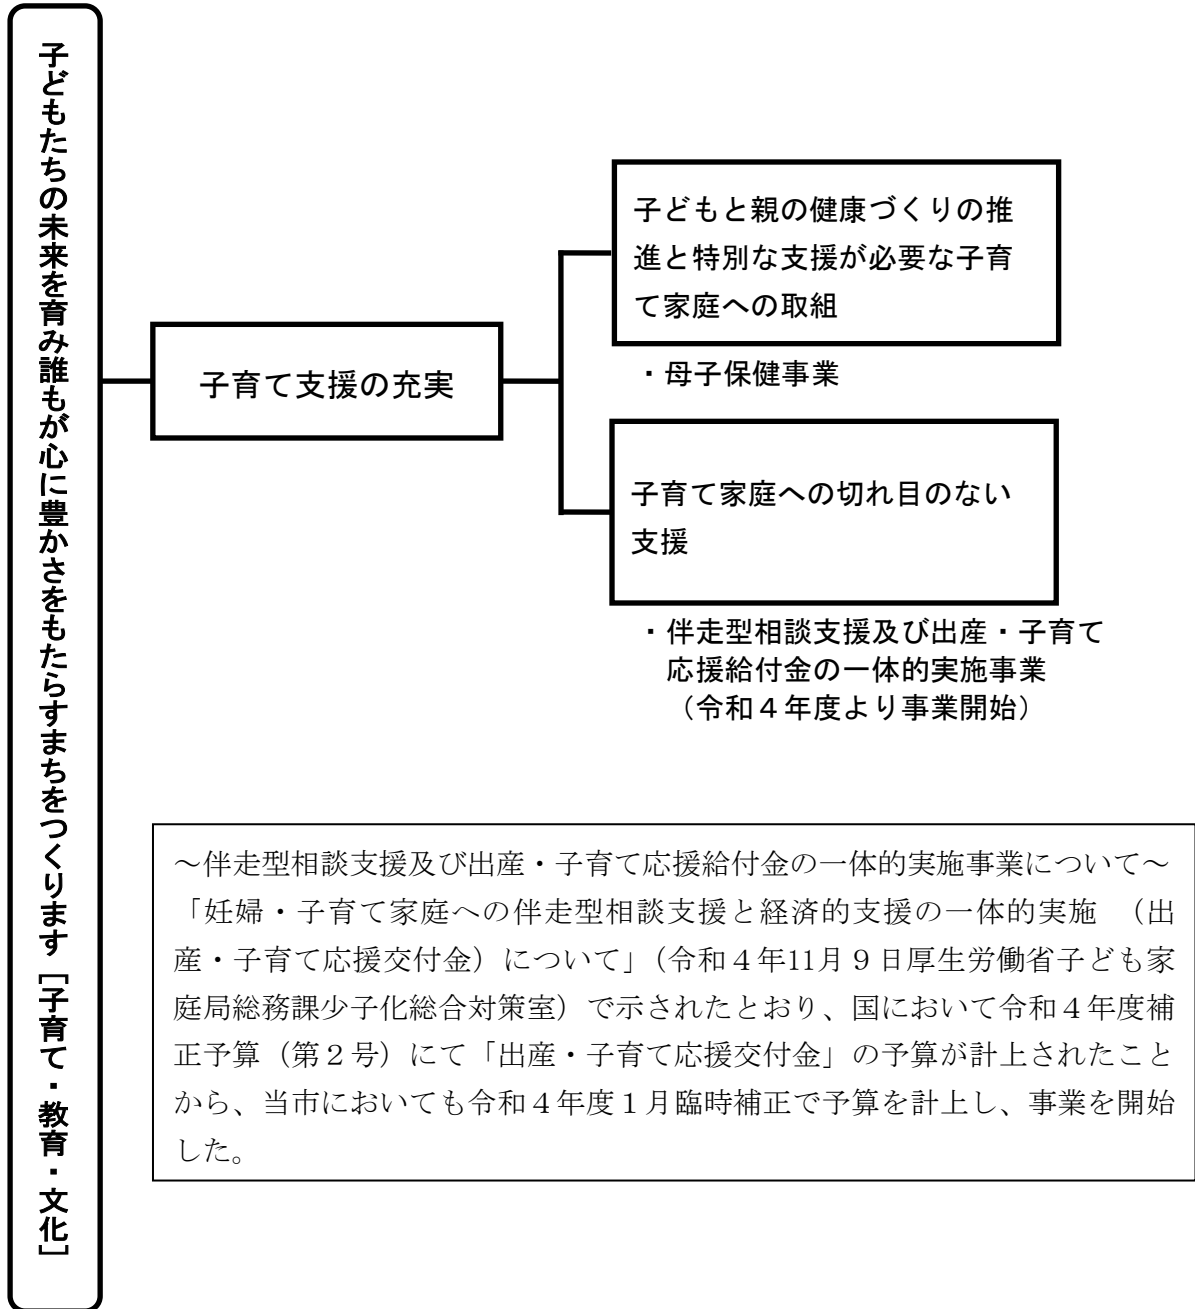 子どもたちの未来を育み誰もが心に豊かさをもたらすまちをつくります［子育て・教育・文化］
子育て支援の充実
子どもと親の健康づくりの推
進と特別な支援が必要な子育
て家庭への取組
・母子保健事業
子育て家庭への切れ目のない
支援
・伴走型相談支援及び出産・子育て
応援給付金の一体的実施事業
（令和４年度より事業開始）
～伴走型相談支援及び出産・子育て応援給付金の一体的実施事業について～
「妊婦・子育て家庭への伴走型相談支援と経済的支援の一体的実施　（出
産・子育て応援交付金）について」（令和４年11月９日厚生労働省子ども家
庭局総務課少子化総合対策室）で示されたとおり、国において令和４年度補
正予算（第２号）にて「出産・子育て応援交付金」の予算が計上されたこと
から、当市においても令和４年度１月臨時補正で予算を計上し、事業を開始
した。